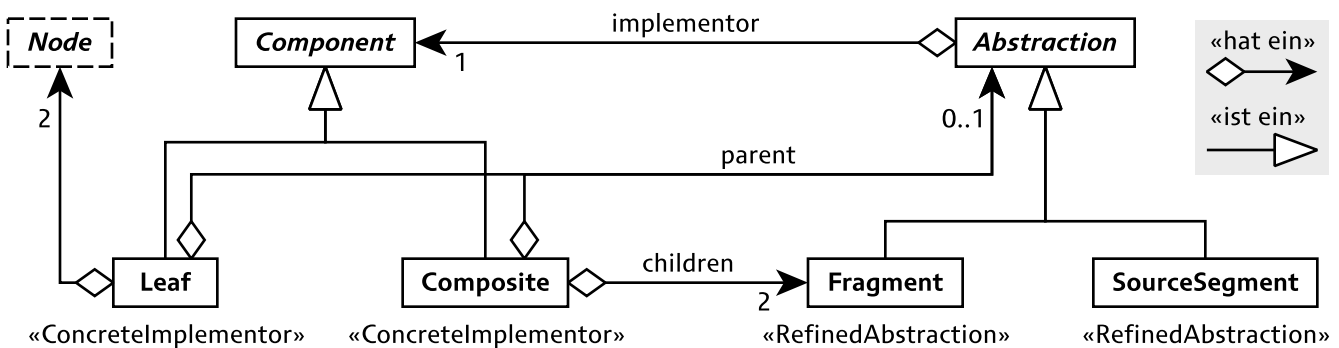 Node
Component
implementor
Abstraction
«hat ein»
1
2
0..1
«ist ein»
parent
Leaf
Composite
children
2
Fragment
SourceSegment
«ConcreteImplementor»
«ConcreteImplementor»
«RefinedAbstraction»
«RefinedAbstraction»